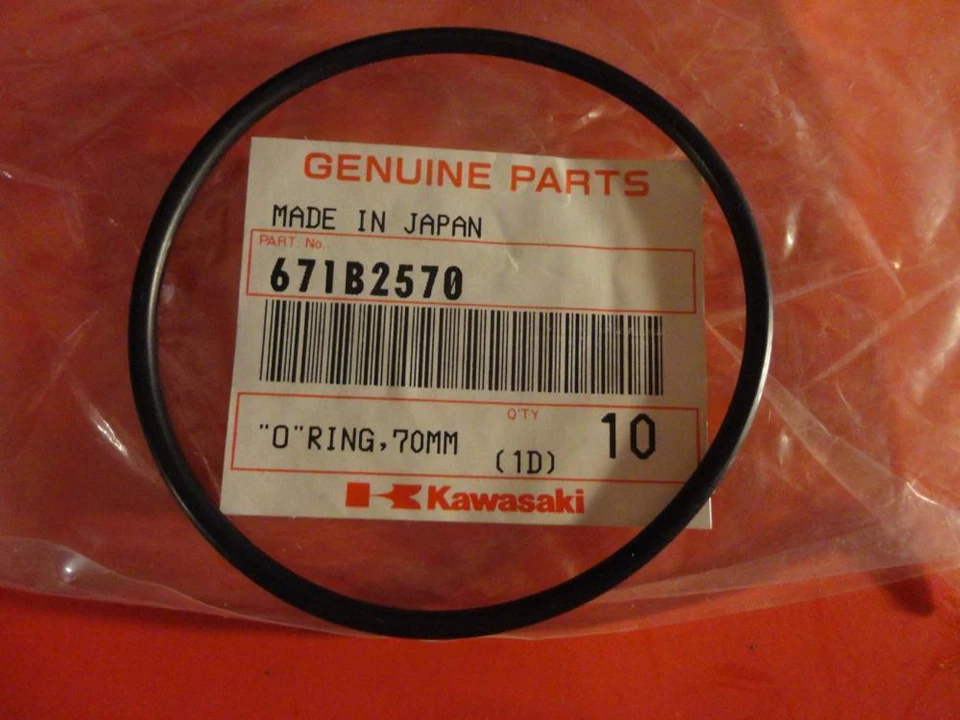 GENUINE PARTS
MADE IN JAPAN
PART. No.
671B2570
Q'TY
"O"RING,70MM (1D) 10
Kawasaki